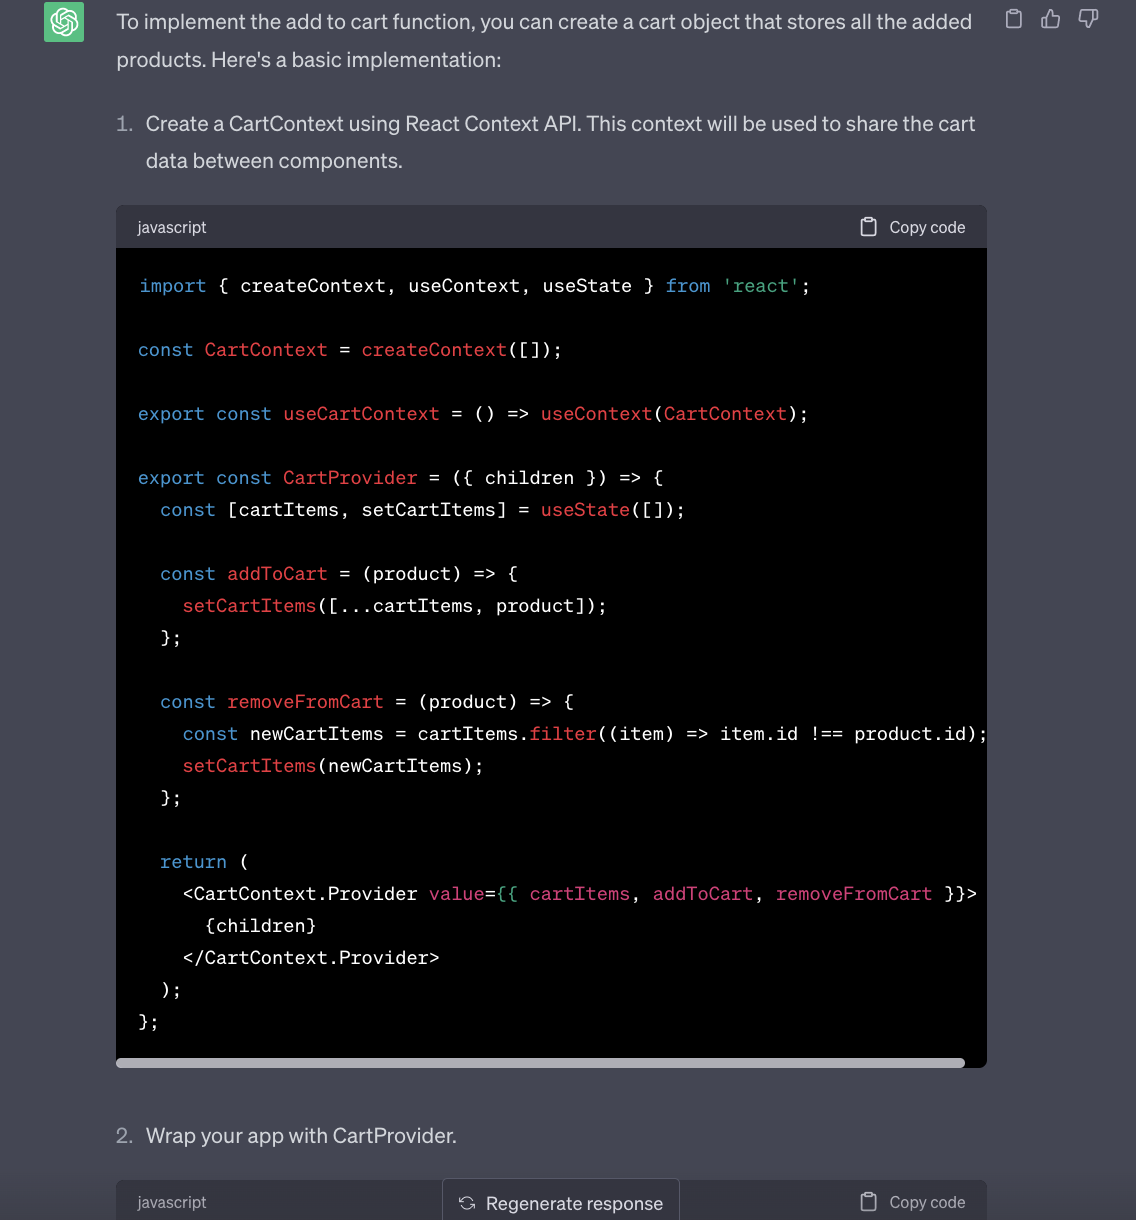 To implement the add to cart function, you can create a cart object that stores all the added
products. Here's a basic implementation:
1. Create a CartContext using React Context API. This context will be used to share the cart
data between components.
javascript Copy code
import { createContext, useContext, useState } from 'react';
const CartContext = createContext([]);
export const useCartContext = () => useContext(CartContext);
export const CartProvider = ({ children }) => {
  const [cartItems, setCartItems] = useState([]);
  const addToCart = (product) => {
    setCartItems([...cartItems, product]);
  };
  const removeFromCart = (product) => {
    const newCartItems = cartItems.filter((item) => item.id !== product.id);
    setCartItems(newCartItems);
  };
  return (
    <CartContext.Provider value={{ cartItems, addToCart, removeFromCart }}>
      {children}
    </CartContext.Provider>
  );
};
2. Wrap your app with CartProvider.
javascript Regenerate response Copy code